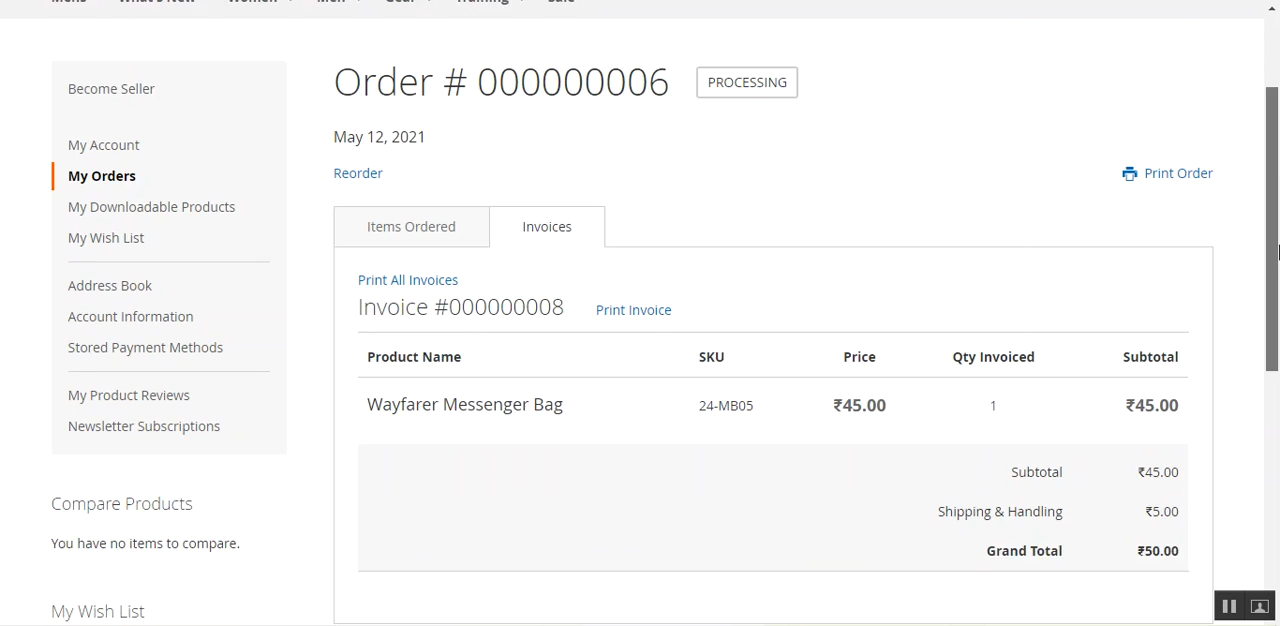 Become Seller
My Account
My Orders
My Downloadable Products
My Wish List
Address Book
Account Information
Stored Payment Methods
My Product Reviews
Newsletter Subscriptions
Compare Products
You have no items to compare.
My Wish List
Order # 000000006 PROCESSING
May 12, 2021
Reorder Print Order
Items Ordered Invoices
Print All Invoices
Invoice #000000008 Print Invoice
Product Name SKU Price Qty Invoiced Subtotal
Wayfarer Messenger Bag 24-MB05 ₹45.00 1 ₹45.00
Subtotal ₹45.00
Shipping & Handling ₹5.00
Grand Total ₹50.00